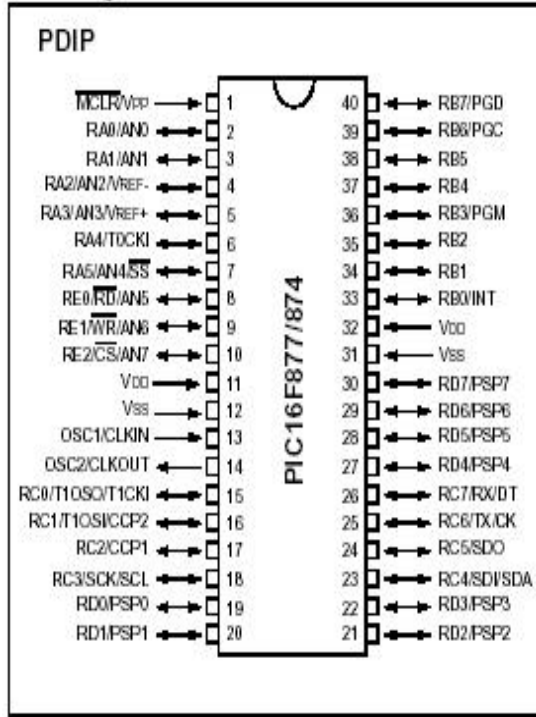 PDIP
MCLR/VPP 1 40 RB7/PGD
RA0/AN0 2 39 RB6/PGC
RA1/AN1 3 38 RB5
RA2/AN2/VREF- 4 37 RB4
RA3/AN3/VREF+ 5 36 RB3/PGM
RA4/T0CKI 6 35 RB2
RA5/AN4/SS 7 34 RB1
RE0/RD/AN5 8 33 RB0/INT
RE1/WR/AN6 9 32 VDD
RE2/CS/AN7 10 31 VSS
VDD 11 30 RD7/PSP7
VSS 12 29 RD6/PSP6
OSC1/CLKIN 13 28 RD5/PSP5
OSC2/CLKOUT 14 27 RD4/PSP4
RC0/T1OSO/T1CKI 15 26 RC7/RX/DT
RC1/T1OSI/CCP2 16 25 RC6/TX/CK
RC2/CCP1 17 24 RC5/SDO
RC3/SCK/SCL 18 23 RC4/SDI/SDA
RD0/PSP0 19 22 RD3/PSP3
RD1/PSP1 20 21 RD2/PSP2
PIC16F877/874